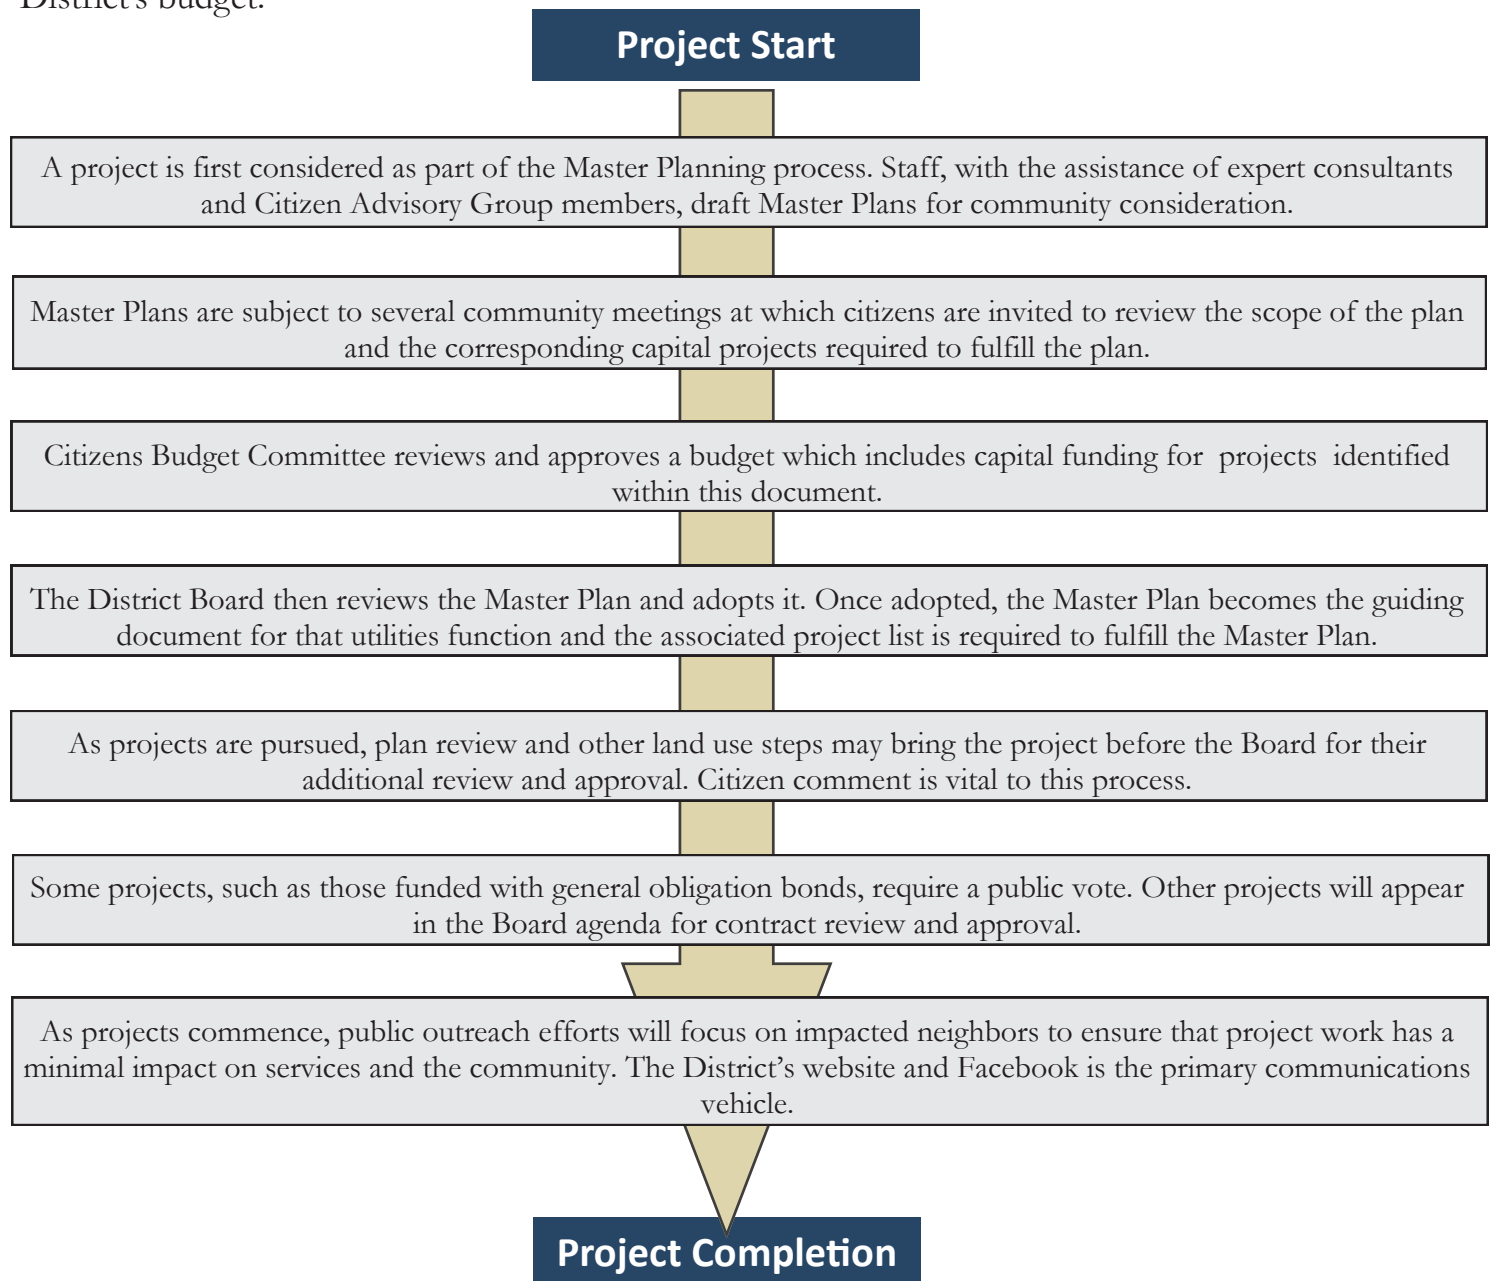 District's budget.
Project Start
A project is first considered as part of the Master Planning process. Staff, with the assistance of expert consultants
and Citizen Advisory Group members, draft Master Plans for community consideration.
Master Plans are subject to several community meetings at which citizens are invited to review the scope of the plan
and the corresponding capital projects required to fulfill the plan.
Citizens Budget Committee reviews and approves a budget which includes capital funding for projects identified
within this document.
The District Board then reviews the Master Plan and adopts it. Once adopted, the Master Plan becomes the guiding
document for that utilities function and the associated project list is required to fulfill the Master Plan.
As projects are pursued, plan review and other land use steps may bring the project before the Board for their
additional review and approval. Citizen comment is vital to this process.
Some projects, such as those funded with general obligation bonds, require a public vote. Other projects will appear
in the Board agenda for contract review and approval.
As projects commence, public outreach efforts will focus on impacted neighbors to ensure that project work has a
minimal impact on services and the community. The District’s website and Facebook is the primary communications
vehicle.
Project Completion